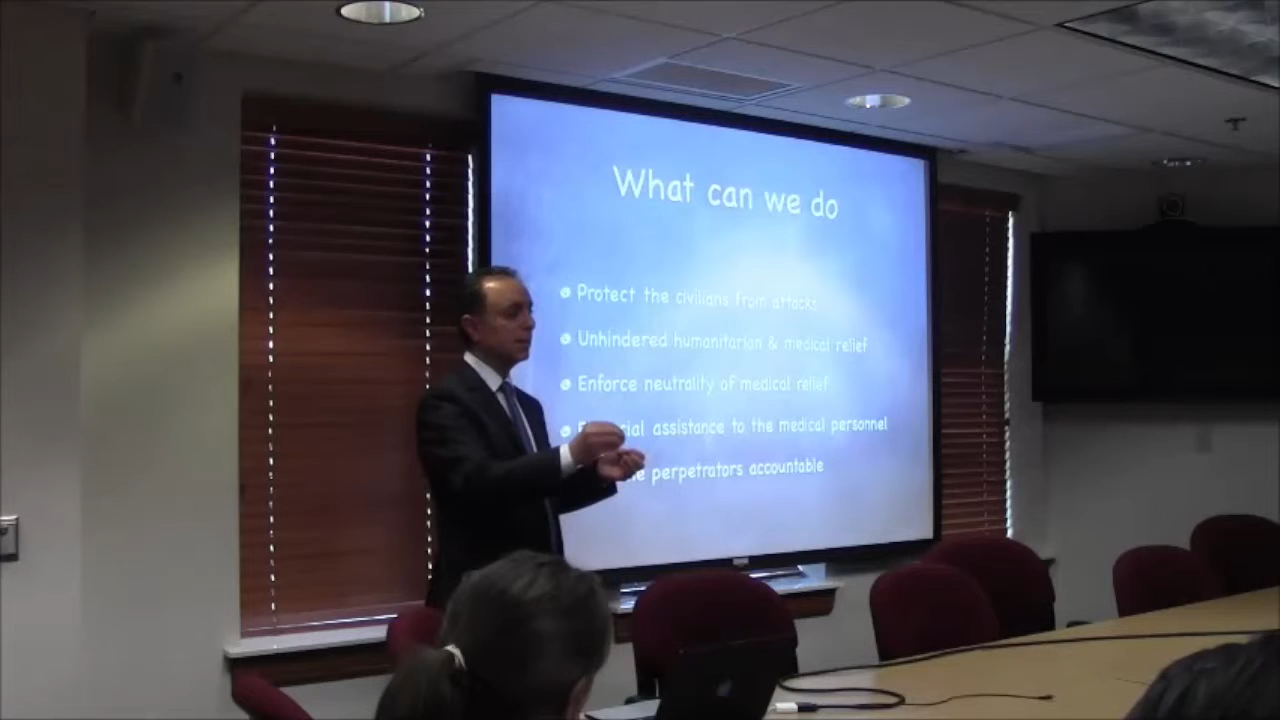 What can we do
Protect the civilians from attacks
Unhindered humanitarian & medical relief
Enforce neutrality of medical relief
assistance to the medical personnel
perpetrators accountable